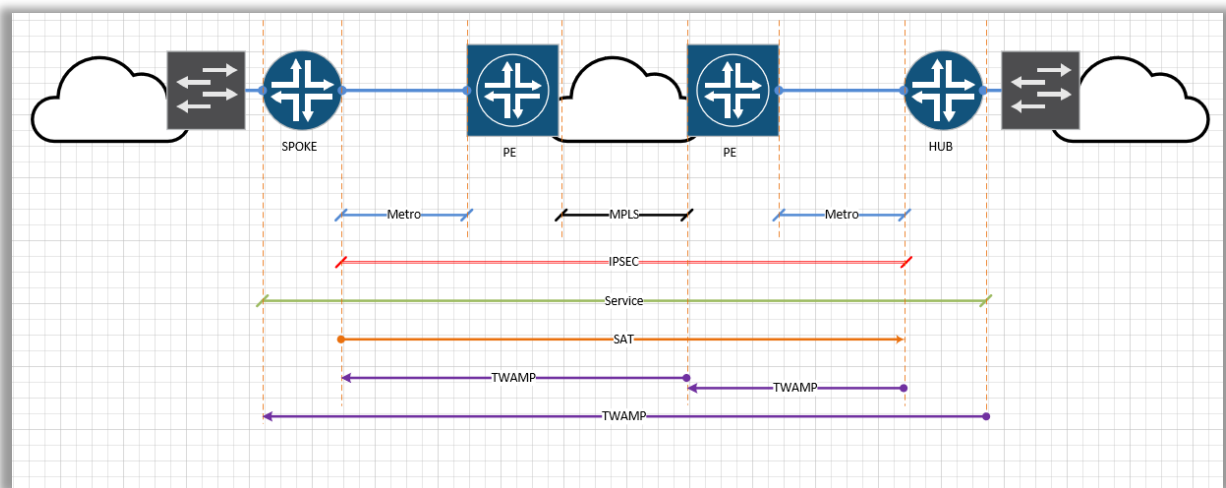 SPOKE
PE
PE
HUB
Metro
MPLS
Metro
IPSEC
Service
SAT
TWAMP
TWAMP
TWAMP